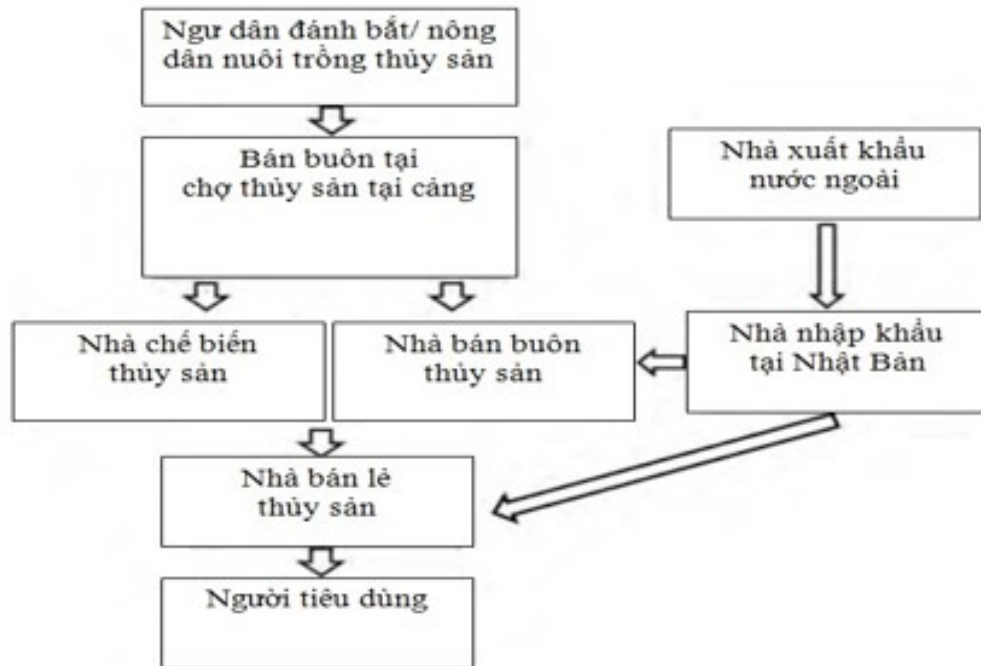 Ngư dân đánh bắt/ nông
dân nuôi trồng thủy sản
Bán buôn tại
chợ thủy sản tại cảng
Nhà xuất khẩu
nước ngoài
Nhà chế biến
thủy sản
Nhà bán buôn
thủy sản
Nhà nhập khẩu
tại Nhật Bản
Nhà bán lẻ
thủy sản
Người tiêu dùng